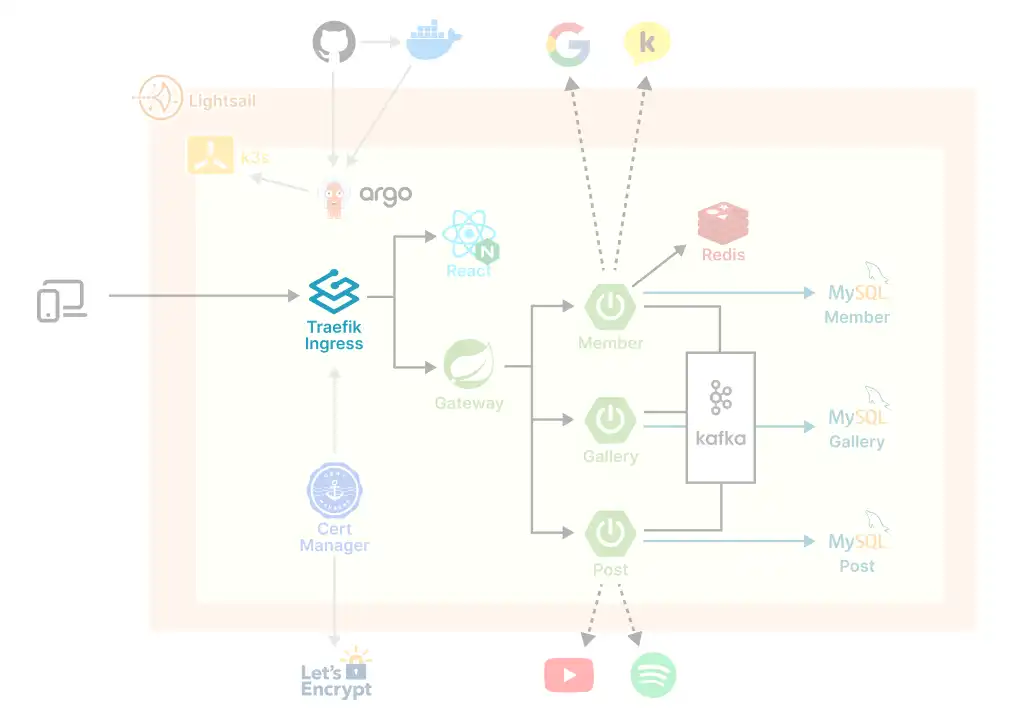 Lightsail
k3s
argo
React
N
Redis
MySQL
Member
Traefik
Ingress
Member
Gateway
kafka
MySQL
Gallery
Gallery
Cert
Manager
MySQL
Post
Post
Let's
Encrypt
G
k